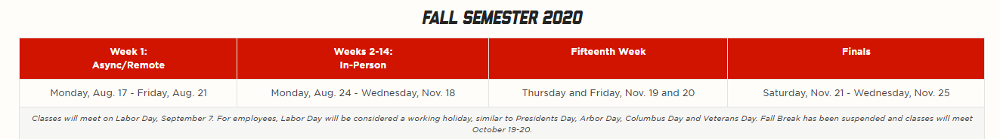 FALL SEMESTER 2020
Week 1:
Async/Remote
Weeks 2-14:
In-Person
Fifteenth Week
Finals
Monday, Aug. 17 - Friday, Aug. 21
Monday, Aug. 24 - Wednesday, Nov. 18
Thursday and Friday, Nov. 19 and 20
Saturday, Nov. 21 - Wednesday, Nov. 25
Classes will meet on Labor Day, September 7. For employees, Labor Day will be considered a working holiday, similar to Presidents Day, Arbor Day, Columbus Day and Veterans Day. Fall Break has been suspended and classes will meet
October 19-20.